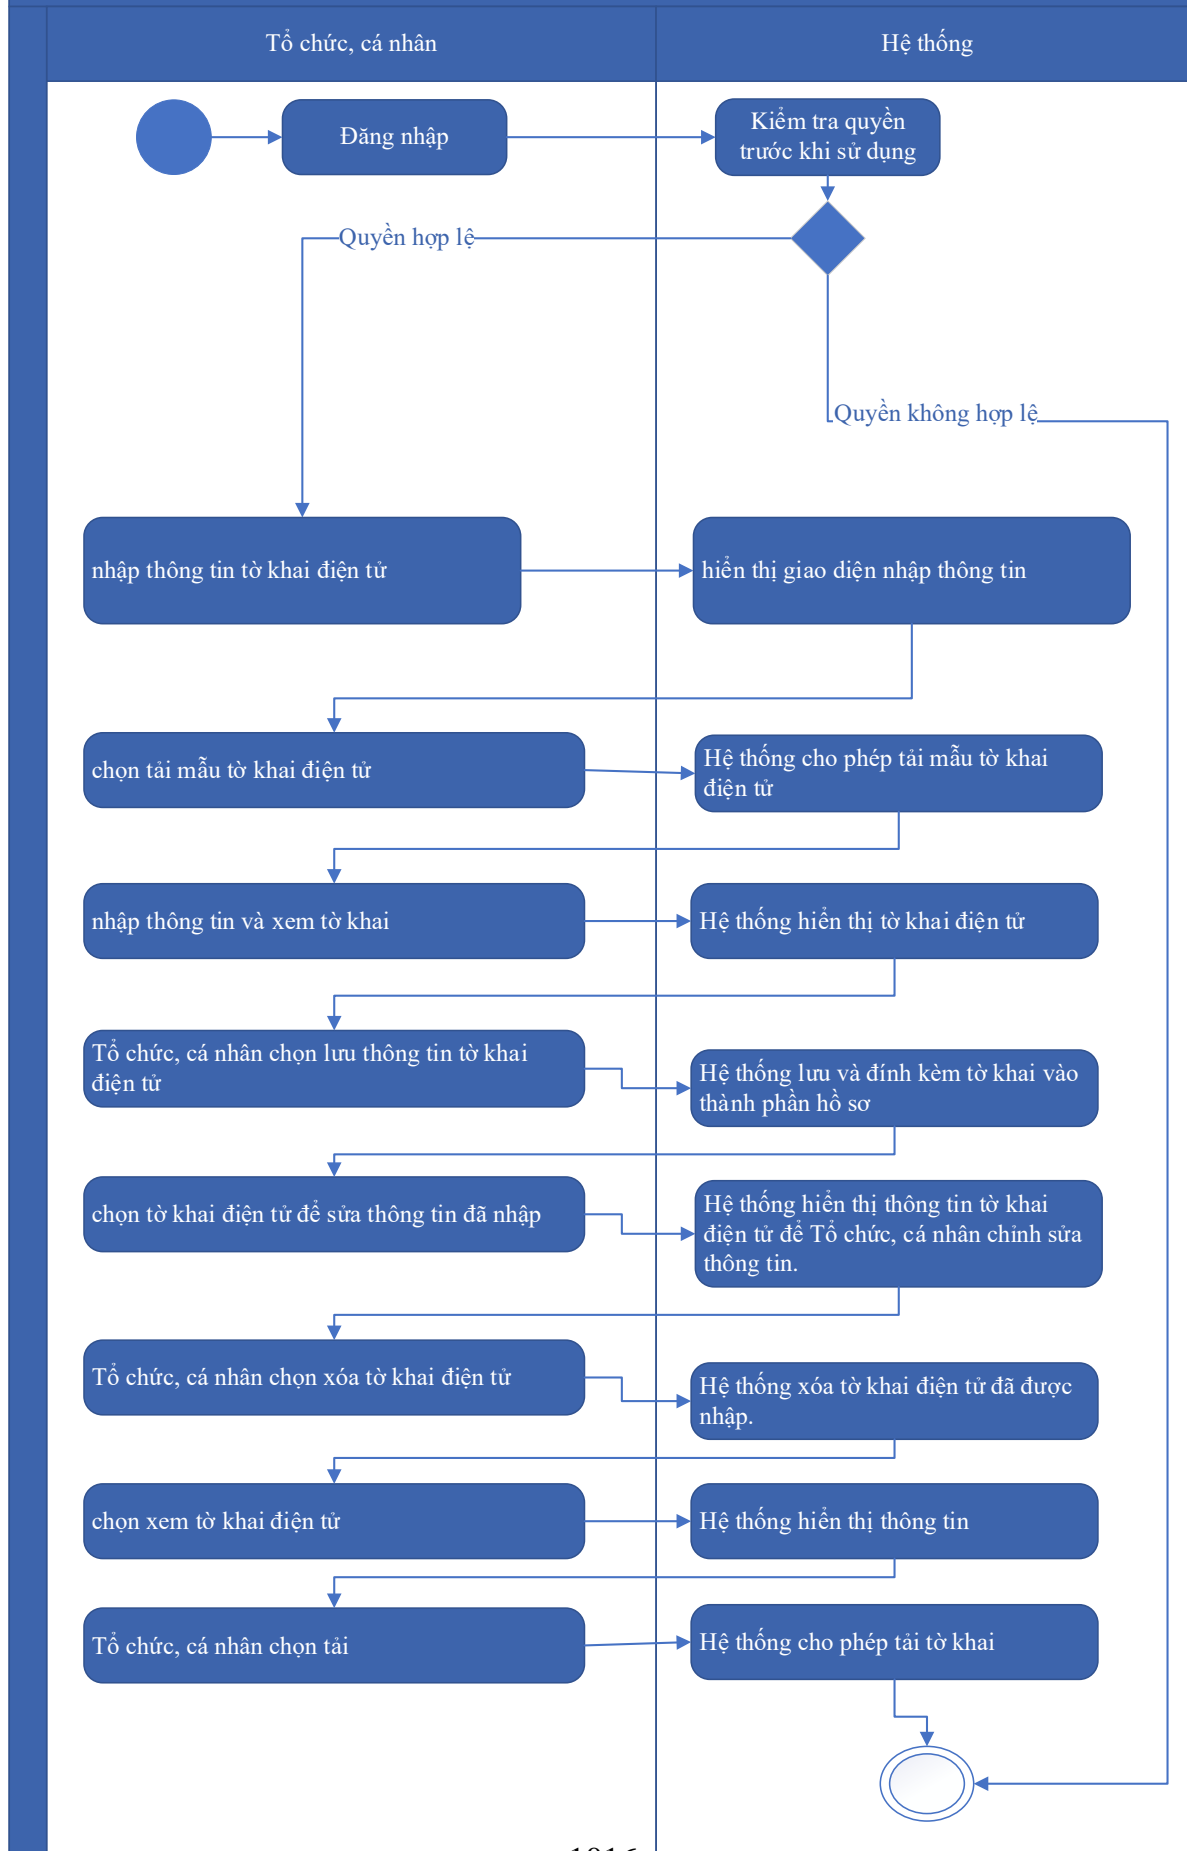 Tổ chức, cá nhân
Hệ thống
Đăng nhập
Kiểm tra quyền
trước khi sử dụng
Quyền hợp lệ
Quyền không hợp lệ
nhập thông tin tờ khai điện tử
hiển thị giao diện nhập thông tin
chọn tải mẫu tờ khai điện tử
Hệ thống cho phép tải mẫu tờ khai
điện tử
nhập thông tin và xem tờ khai
Hệ thống hiển thị tờ khai điện tử
Tổ chức, cá nhân chọn lưu thông tin tờ khai
điện tử
Hệ thống lưu và đính kèm tờ khai vào
thành phần hồ sơ
chọn tờ khai điện tử để sửa thông tin đã nhập
Hệ thống hiển thị thông tin tờ khai
điện tử để Tổ chức, cá nhân chỉnh sửa
thông tin.
Tổ chức, cá nhân chọn xóa tờ khai điện tử
Hệ thống xóa tờ khai điện tử đã được
nhập.
chọn xem tờ khai điện tử
Hệ thống hiển thị thông tin
Tổ chức, cá nhân chọn tải
Hệ thống cho phép tải tờ khai